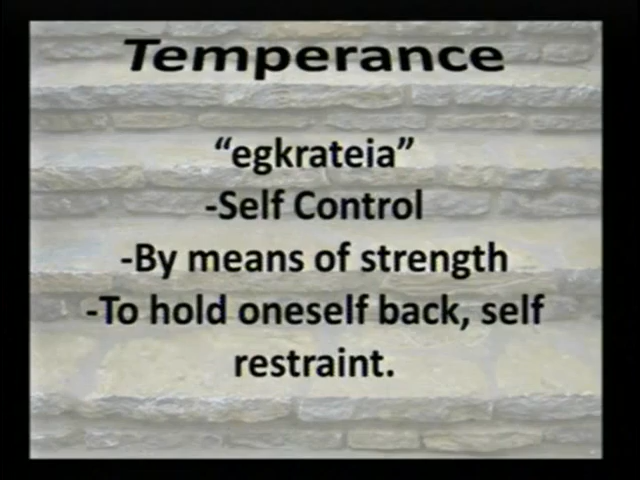 Temperance
“egkrateia”
-Self Control
-By means of strength
-To hold oneself back, self
restraint.